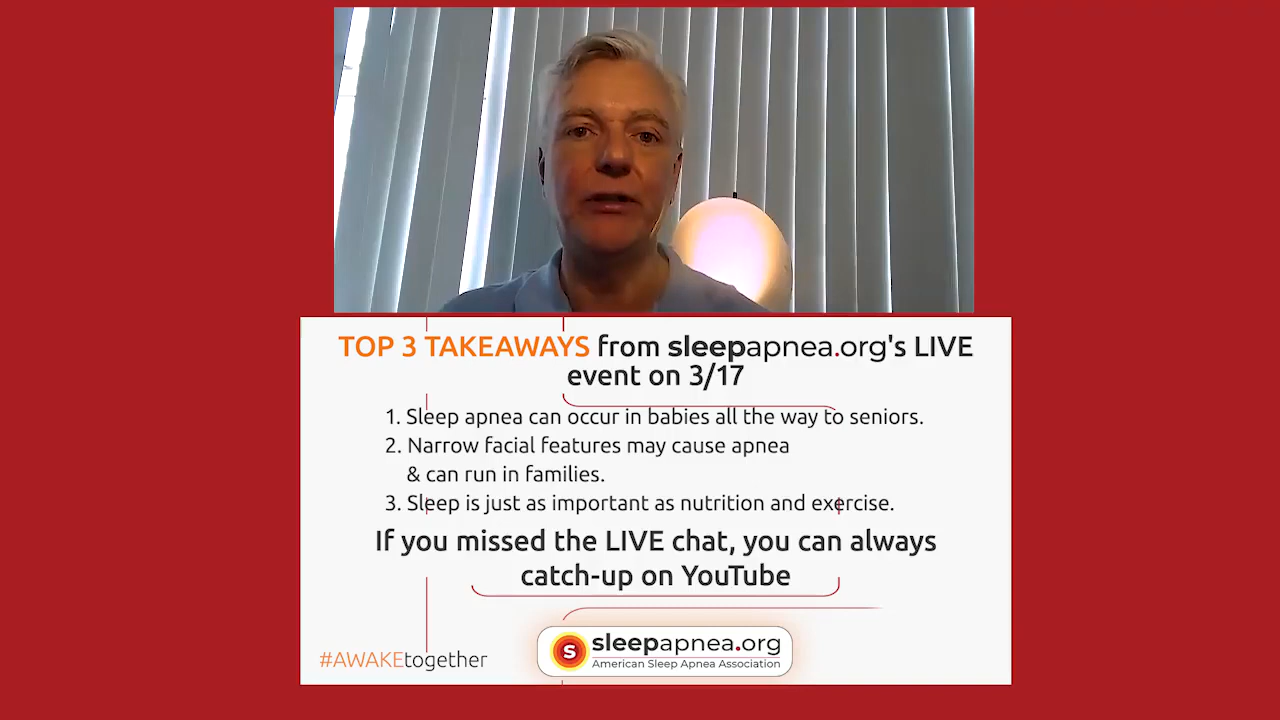 TOP 3 TAKEAWAYS from sleepapnea.org's LIVE
event on 3/17
1. Sleep apnea can occur in babies all the way to seniors.
2. Narrow facial features may cause apnea
& can run in families.
3. Sleep is just as important as nutrition and exercise.
If you missed the LIVE chat, you can always
catch-up on YouTube
#AWAKEtogether
S
sleepapnea.org
American Sleep Apnea Association